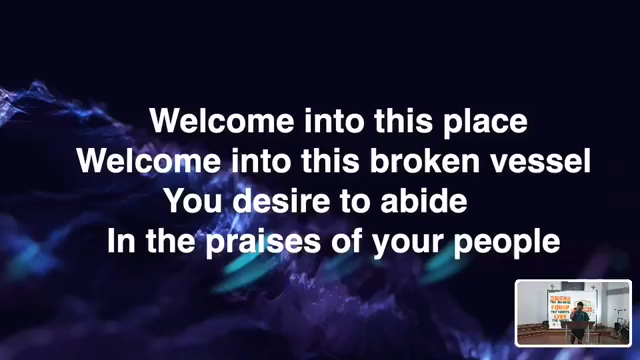 Welcome into this place
Welcome into this broken vessel
You desire to abide
In the praises of your people